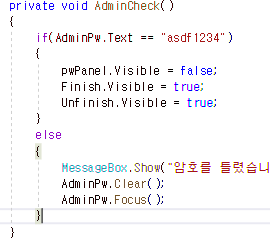 private void AdminCheck()
{
if(AdminPw.Text == "asdf1234")
{
pwPanel.Visible = false;
Finish.Visible = true;
Unfinish.Visible = true;
}
else
{
MessageBox.Show("암호를 틀렸습니
AdminPw.Clear();
AdminPw.Focus();
}
}